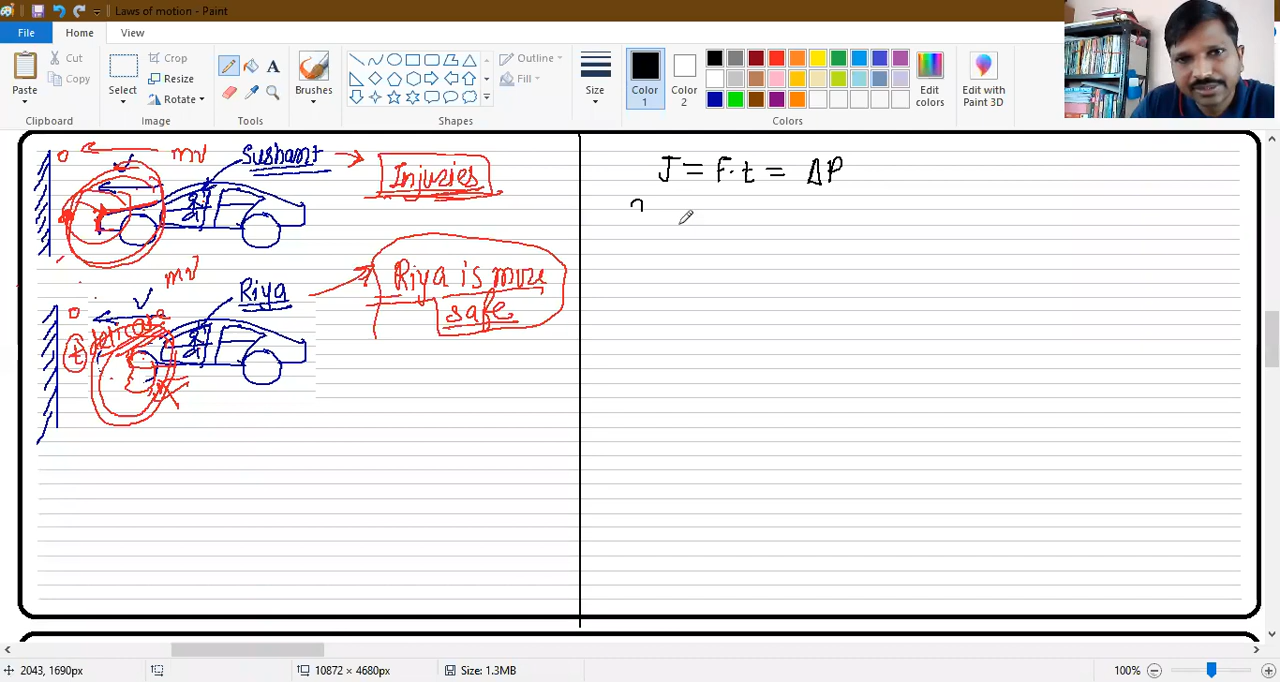 Laws of motion - Paint
File Home View
Paste
Cut
Copy
Clipboard
Select
Crop
Resize
Rotate
Image
Tools
Brushes
Shapes
Outline
Fill
Size
Color 1
Color 2
Edit colors
Edit with Paint 3D
Colors
0 mv Sushant Injuries
mv
0 Riya Riya is more safe
t
J = F·t = ΔP
2043, 1690px
10872 × 4680px
Size: 1.3MB
100%